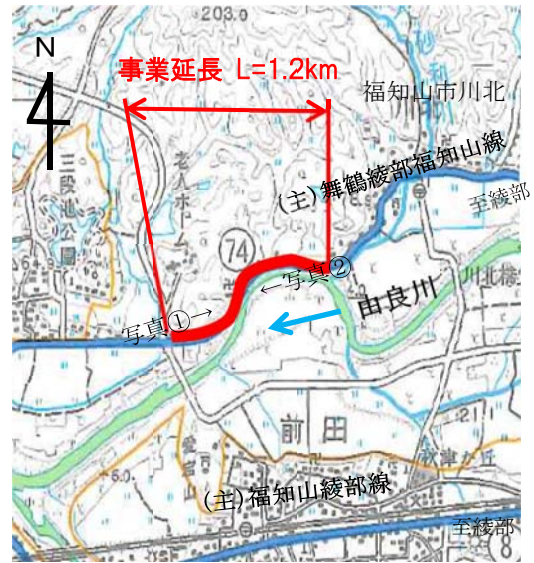 203.0
N
事業延長 L=1.2km
福知山市川北
(主)舞鶴綾部福知山線
至綾部
三段池公園
老人ホーム
74
←写真②
写真①→
由良川
川北橋
前田
(主)福知山綾部線
至綾部
8